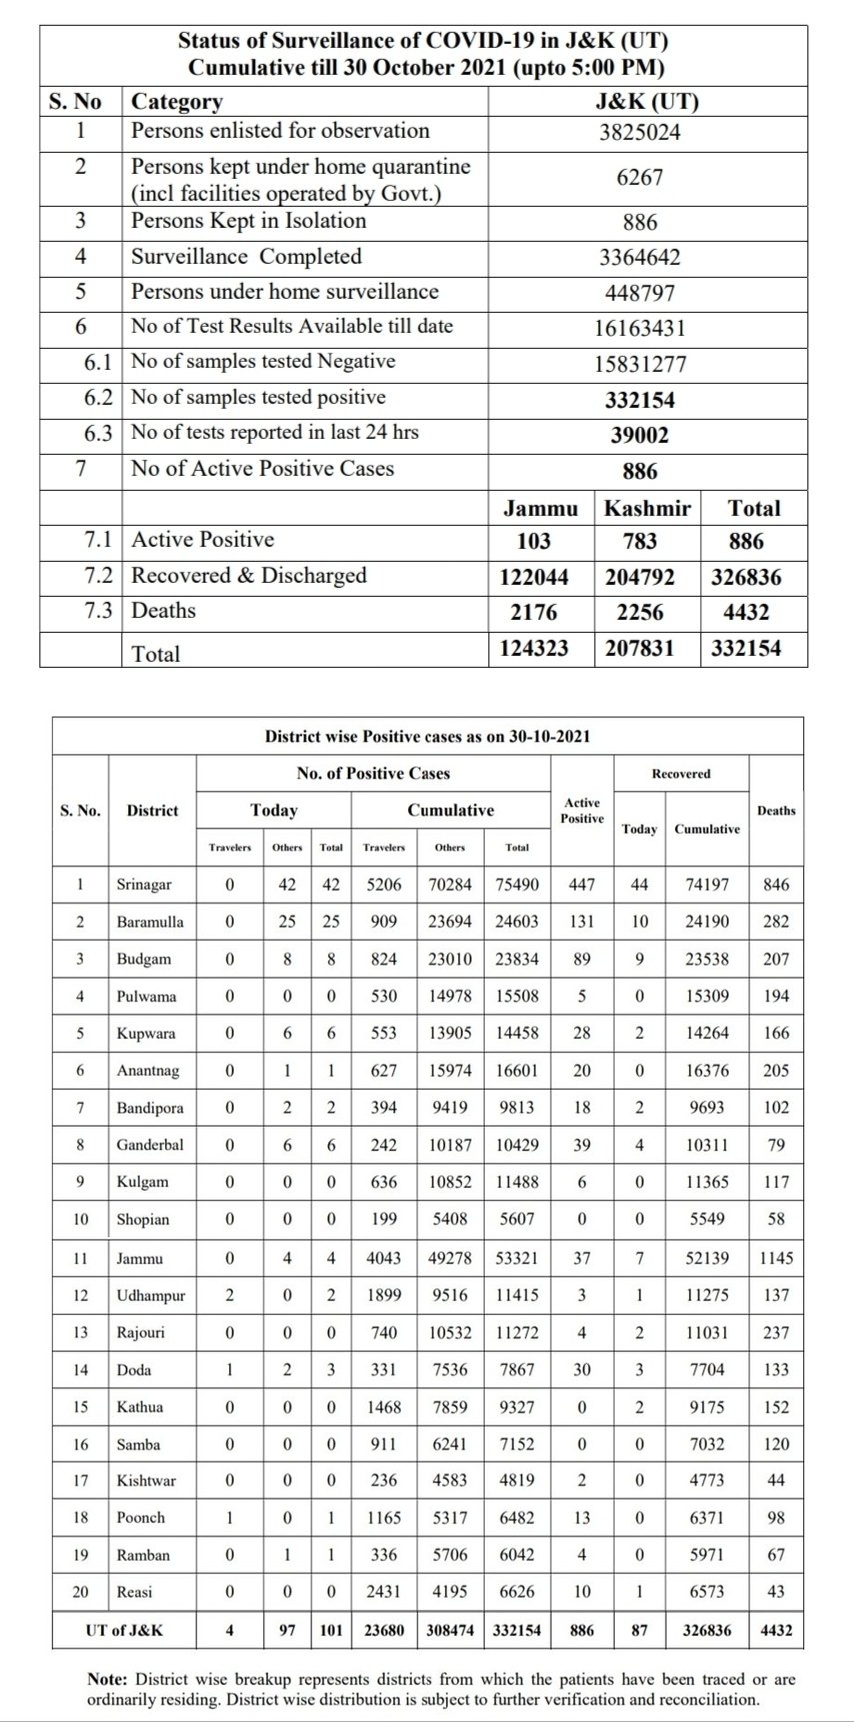 Status of Surveillance of COVID-19 in J&K (UT)
Cumulative till 30 October 2021 (upto 5:00 PM)
S. No Category J&K (UT)
1 Persons enlisted for observation 3825024
2 Persons kept under home quarantine
(incl facilities operated by Govt.) 6267
3 Persons Kept in Isolation 886
4 Surveillance Completed 3364642
5 Persons under home surveillance 448797
6 No of Test Results Available till date 16163431
6.1 No of samples tested Negative 15831277
6.2 No of samples tested positive 332154
6.3 No of tests reported in last 24 hrs 39002
7 No of Active Positive Cases 886
Jammu Kashmir Total
7.1 Active Positive 103 783 886
7.2 Recovered & Discharged 122044 204792 326836
7.3 Deaths 2176 2256 4432
Total 124323 207831 332154
District wise Positive cases as on 30-10-2021
No. of Positive Cases Recovered
S. No. District Today Cumulative Active Positive Today Cumulative Deaths
Travelers Others Total Travelers Others Total
1 Srinagar 0 42 42 5206 70284 75490 447 44 74197 846
2 Baramulla 0 25 25 909 23694 24603 131 10 24190 282
3 Budgam 0 8 8 824 23010 23834 89 9 23538 207
4 Pulwama 0 0 0 530 14978 15508 5 0 15309 194
5 Kupwara 0 6 6 553 13905 14458 28 2 14264 166
6 Anantnag 0 1 1 627 15974 16601 20 0 16376 205
7 Bandipora 0 2 2 394 9419 9813 18 2 9693 102
8 Ganderbal 0 6 6 242 10187 10429 39 4 10311 79
9 Kulgam 0 0 0 636 10852 11488 6 0 11365 117
10 Shopian 0 0 0 199 5408 5607 0 0 5549 58
11 Jammu 0 4 4 4043 49278 53321 37 7 52139 1145
12 Udhampur 2 0 2 1899 9516 11415 3 1 11275 137
13 Rajouri 0 0 0 740 10532 11272 4 2 11031 237
14 Doda 1 2 3 331 7536 7867 30 3 7704 133
15 Kathua 0 0 0 1468 7859 9327 0 2 9175 152
16 Samba 0 0 0 911 6241 7152 0 0 7032 120
17 Kishtwar 0 0 0 236 4583 4819 2 0 4773 44
18 Poonch 1 0 1 1165 5317 6482 13 0 6371 98
19 Ramban 0 1 1 336 5706 6042 4 0 5971 67
20 Reasi 0 0 0 2431 4195 6626 10 1 6573 43
UT of J&K 4 97 101 23680 308474 332154 886 87 326836 4432
Note: District wise breakup represents districts from which the patients have been traced or are
ordinarily residing. District wise distribution is subject to further verification and reconciliation.